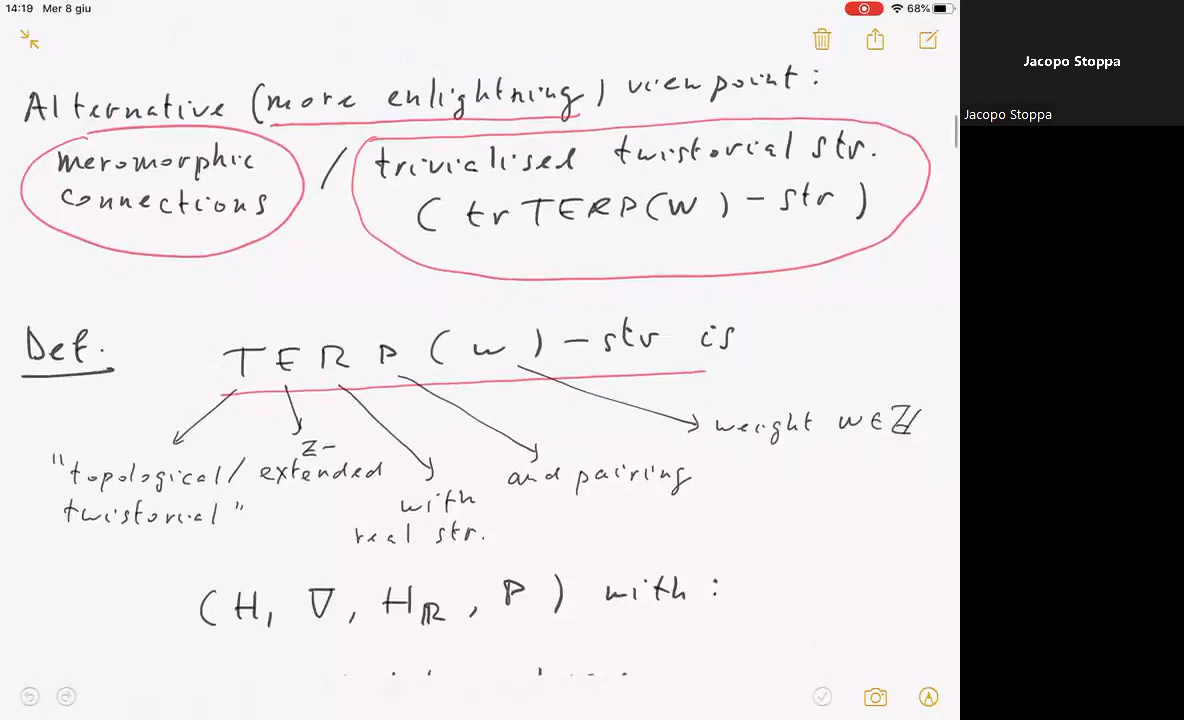 14:19 Mer 8 giu
68%
Jacopo Stoppa
Jacopo Stoppa
Alternative (more enlightning) viewpoint:
meromorphic connections / trivialised twistorial str.
(trTERP(W)-str)
Def. TERP(w)-str is
"topological/twistorial"
z-extended
with real str.
and pairing
weight w∈ℤ
(H, ∇, H_ℝ, P) with: